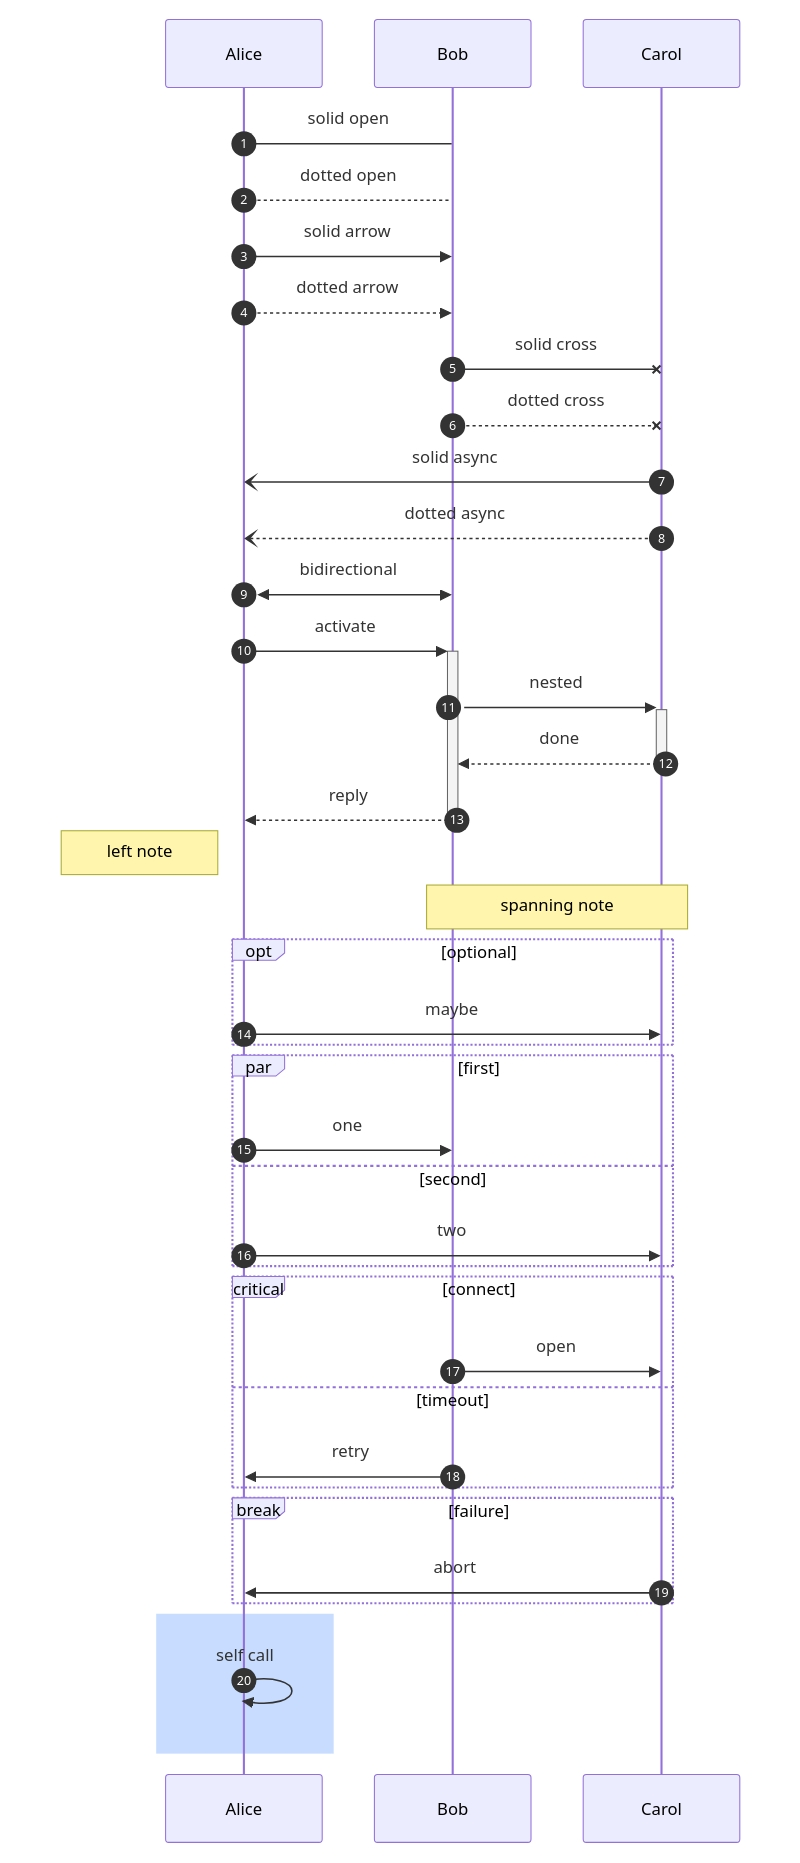 Alice
Bob
Carol
solid open
1
dotted open
2
solid arrow
3
dotted arrow
4
solid cross
5
dotted cross
6
solid async
7
dotted async
8
bidirectional
9
activate
10
nested
11
done
12
reply
13
left note
spanning note
opt
[optional]
maybe
14
par
[first]
one
15
[second]
two
16
critical
[connect]
open
17
[timeout]
retry
18
break
[failure]
abort
19
self call
20
Alice
Bob
Carol